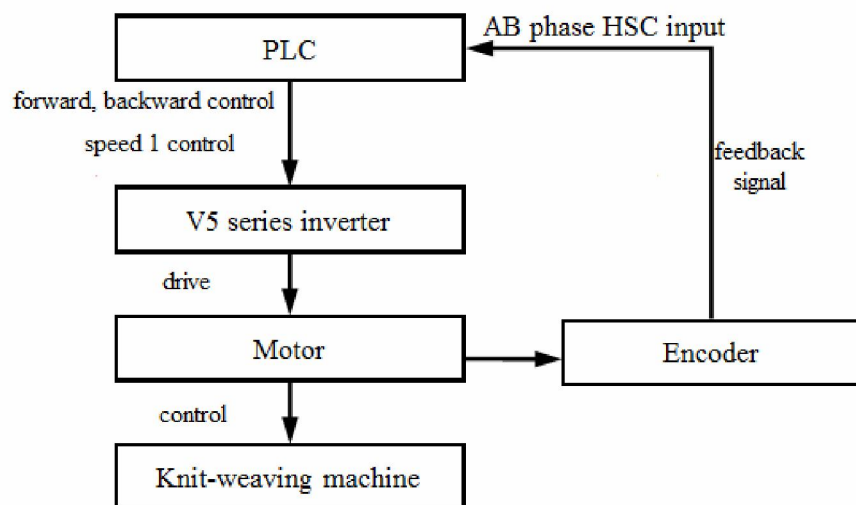 AB phase HSC input
PLC
forward, backward control
speed 1 control
feedback
signal
V5 series inverter
drive
Motor
Encoder
control
Knit-weaving machine